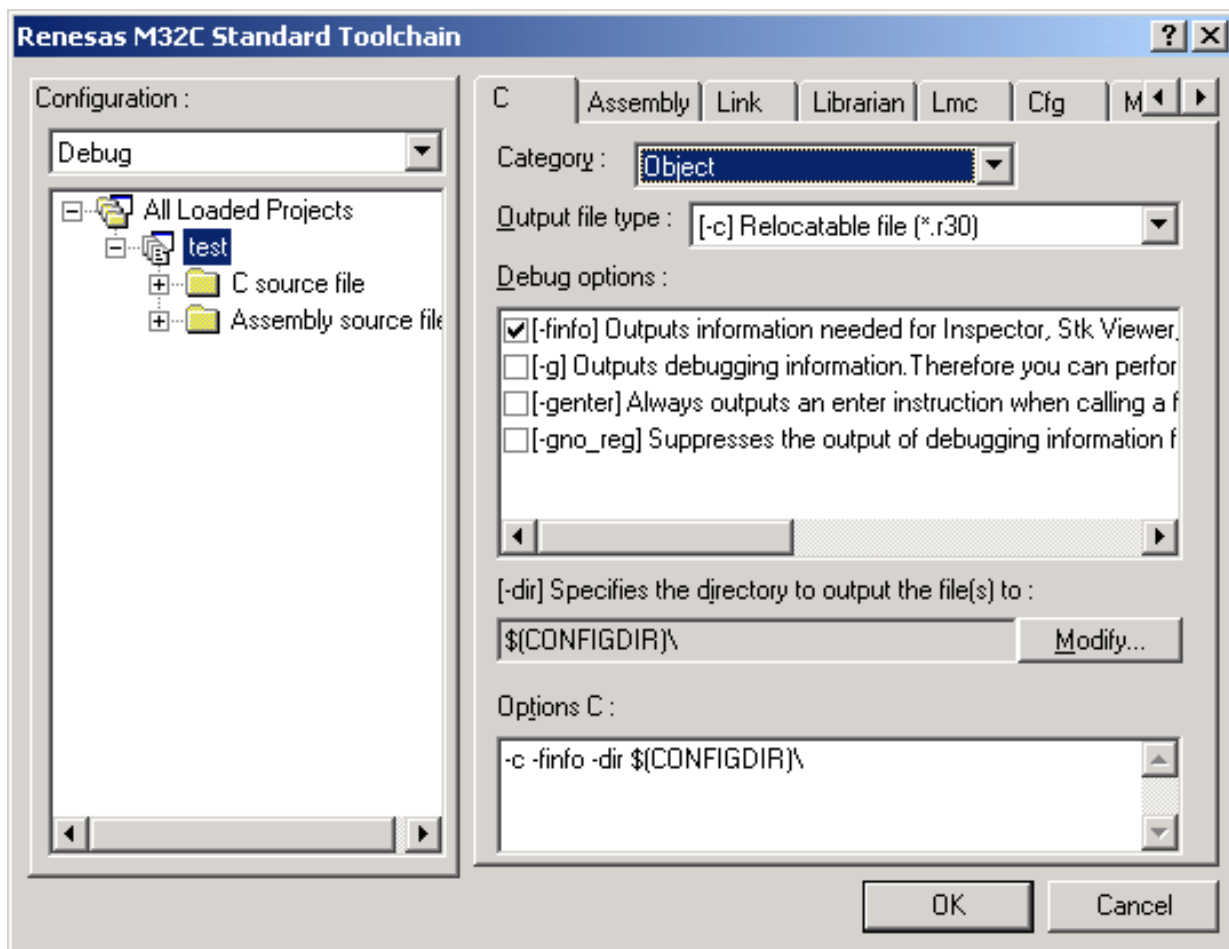 Renesas M32C Standard Toolchain
Configuration :
Debug
All Loaded Projects
test
C source file
Assembly source file
C Assembly Link Librarian Lmc Cfg M
Category : Object
Output file type : [-c] Relocatable file (*.r30)
Debug options :
[-finfo] Outputs information needed for Inspector, Stk Viewer,
[-g] Outputs debugging information.Therefore you can perfor
[-genter] Always outputs an enter instruction when calling a f
[-gno_reg] Suppresses the output of debugging information f
[-dir] Specifies the directory to output the file(s) to :
$(CONFIGDIR)\ Modify...
Options C :
-c -finfo -dir $(CONFIGDIR)\
OK Cancel